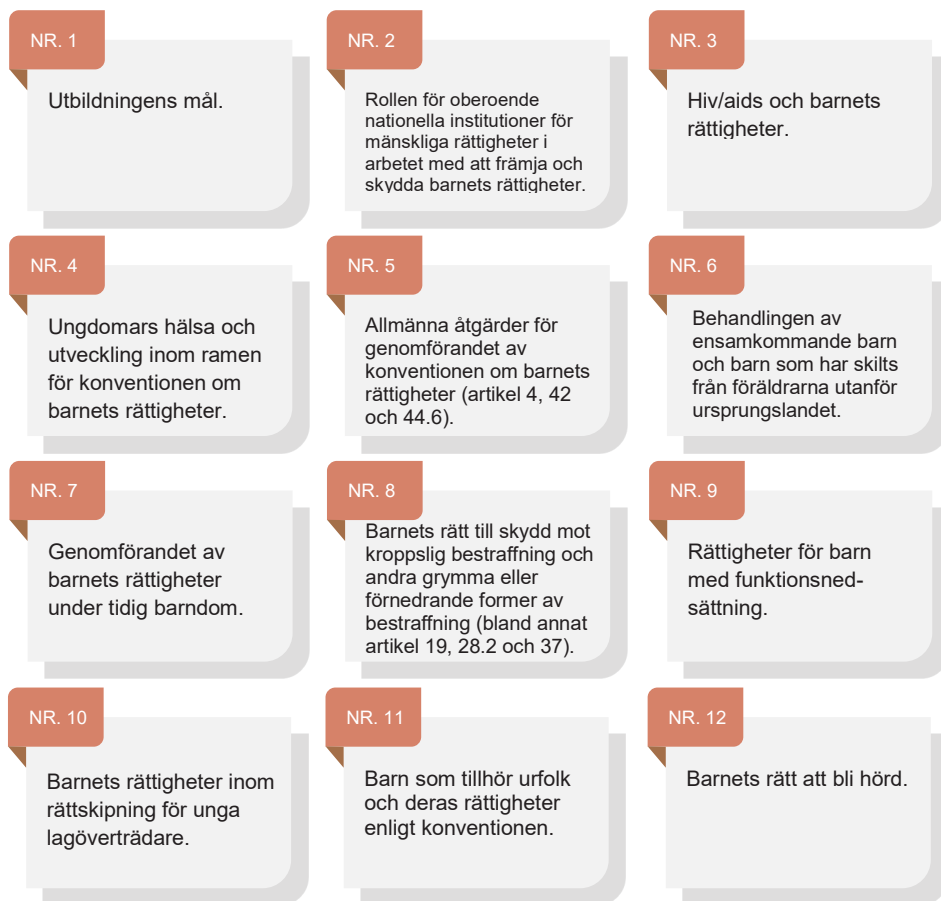 NR. 1
Utbildningens mål.
NR. 2
Rollen för oberoende
nationella institutioner för
mänskliga rättigheter i
arbetet med att främja och
skydda barnets rättigheter.
NR. 3
Hiv/aids och barnets
rättigheter.
NR. 4
Ungdomars hälsa och
utveckling inom ramen
för konventionen om
barnets rättigheter.
NR. 5
Allmänna åtgärder för
genomförandet av
konventionen om barnets
rättigheter (artikel 4, 42
och 44.6).
NR. 6
Behandlingen av
ensamkommande barn
och barn som har skilts
från föräldrarna utanför
ursprungslandet.
NR. 7
Genomförandet av
barnets rättigheter
under tidig barndom.
NR. 8
Barnets rätt till skydd mot
kroppslig bestraffning och
andra grymma eller
förnedrande former av
bestraffning (bland annat
artikel 19, 28.2 och 37).
NR. 9
Rättigheter för barn
med funktionsned-
sättning.
NR. 10
Barnets rättigheter inom
rättskipning för unga
lagöverträdare.
NR. 11
Barn som tillhör urfolk
och deras rättigheter
enligt konventionen.
NR. 12
Barnets rätt att bli hörd.